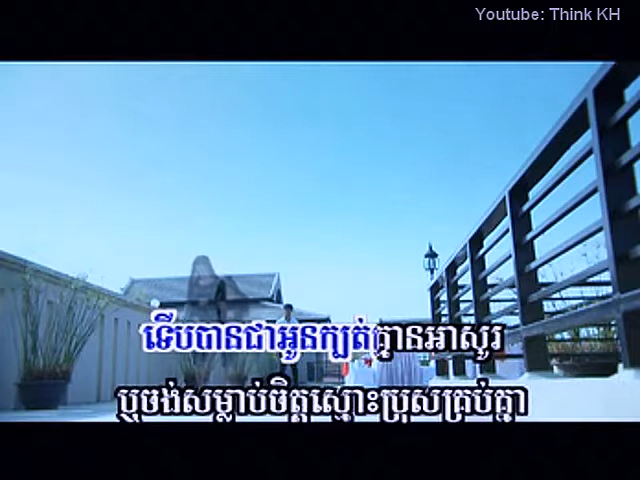 Youtube: Think KH
ទើបបានជាអូនក្បត់គ្មានអាសូរ
ឬចង់សម្លាប់ចិត្តស្មោះប្រុសគ្រប់គ្នា